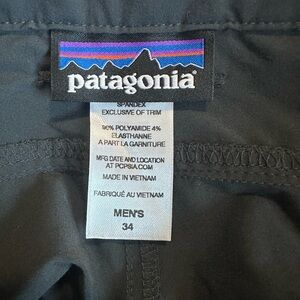 patagonia
SPANDEX
EXCLUSIVE OF TRIM
96% POLYAMIDE 4%
ELASTHANNE
A PART LA GARNITURE
MFG DATE AND LOCATION
AT PCPSIA.COM
MADE IN VIETNAM
FABRIQUÉ AU VIETNAM
MEN'S
34